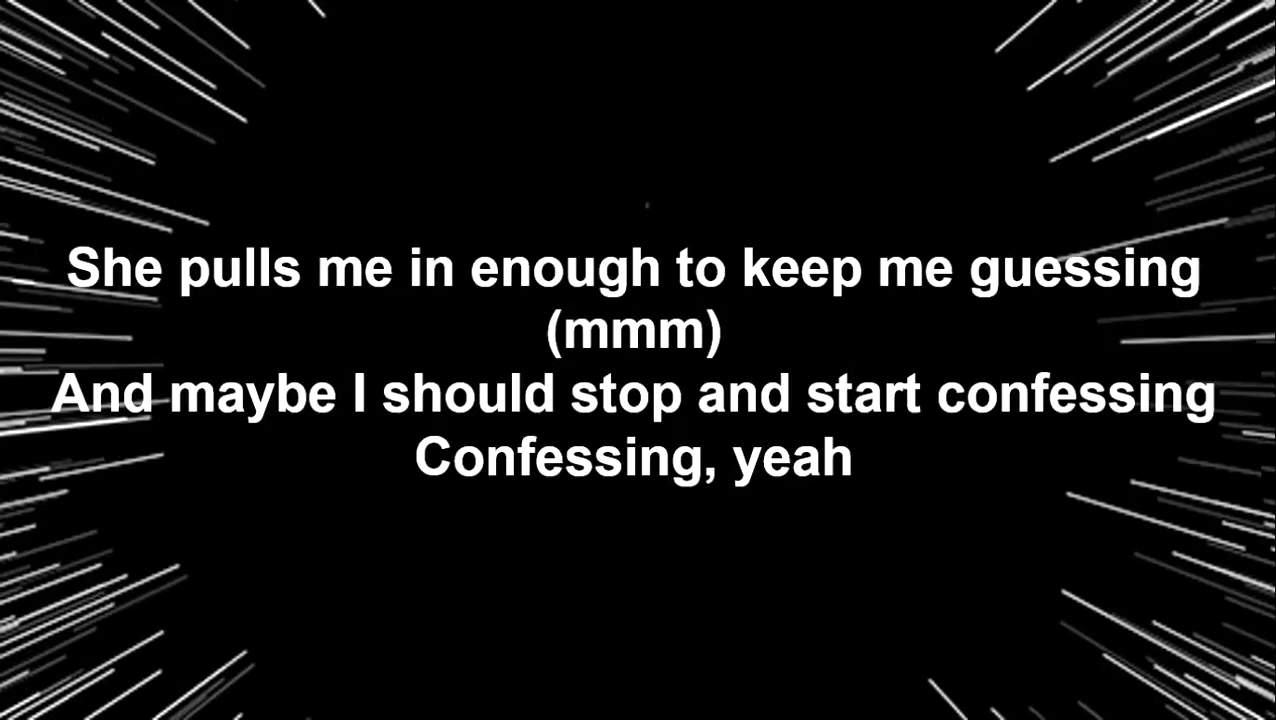 She pulls me in enough to keep me guessing
(mmm)
And maybe I should stop and start confessing
Confessing, yeah